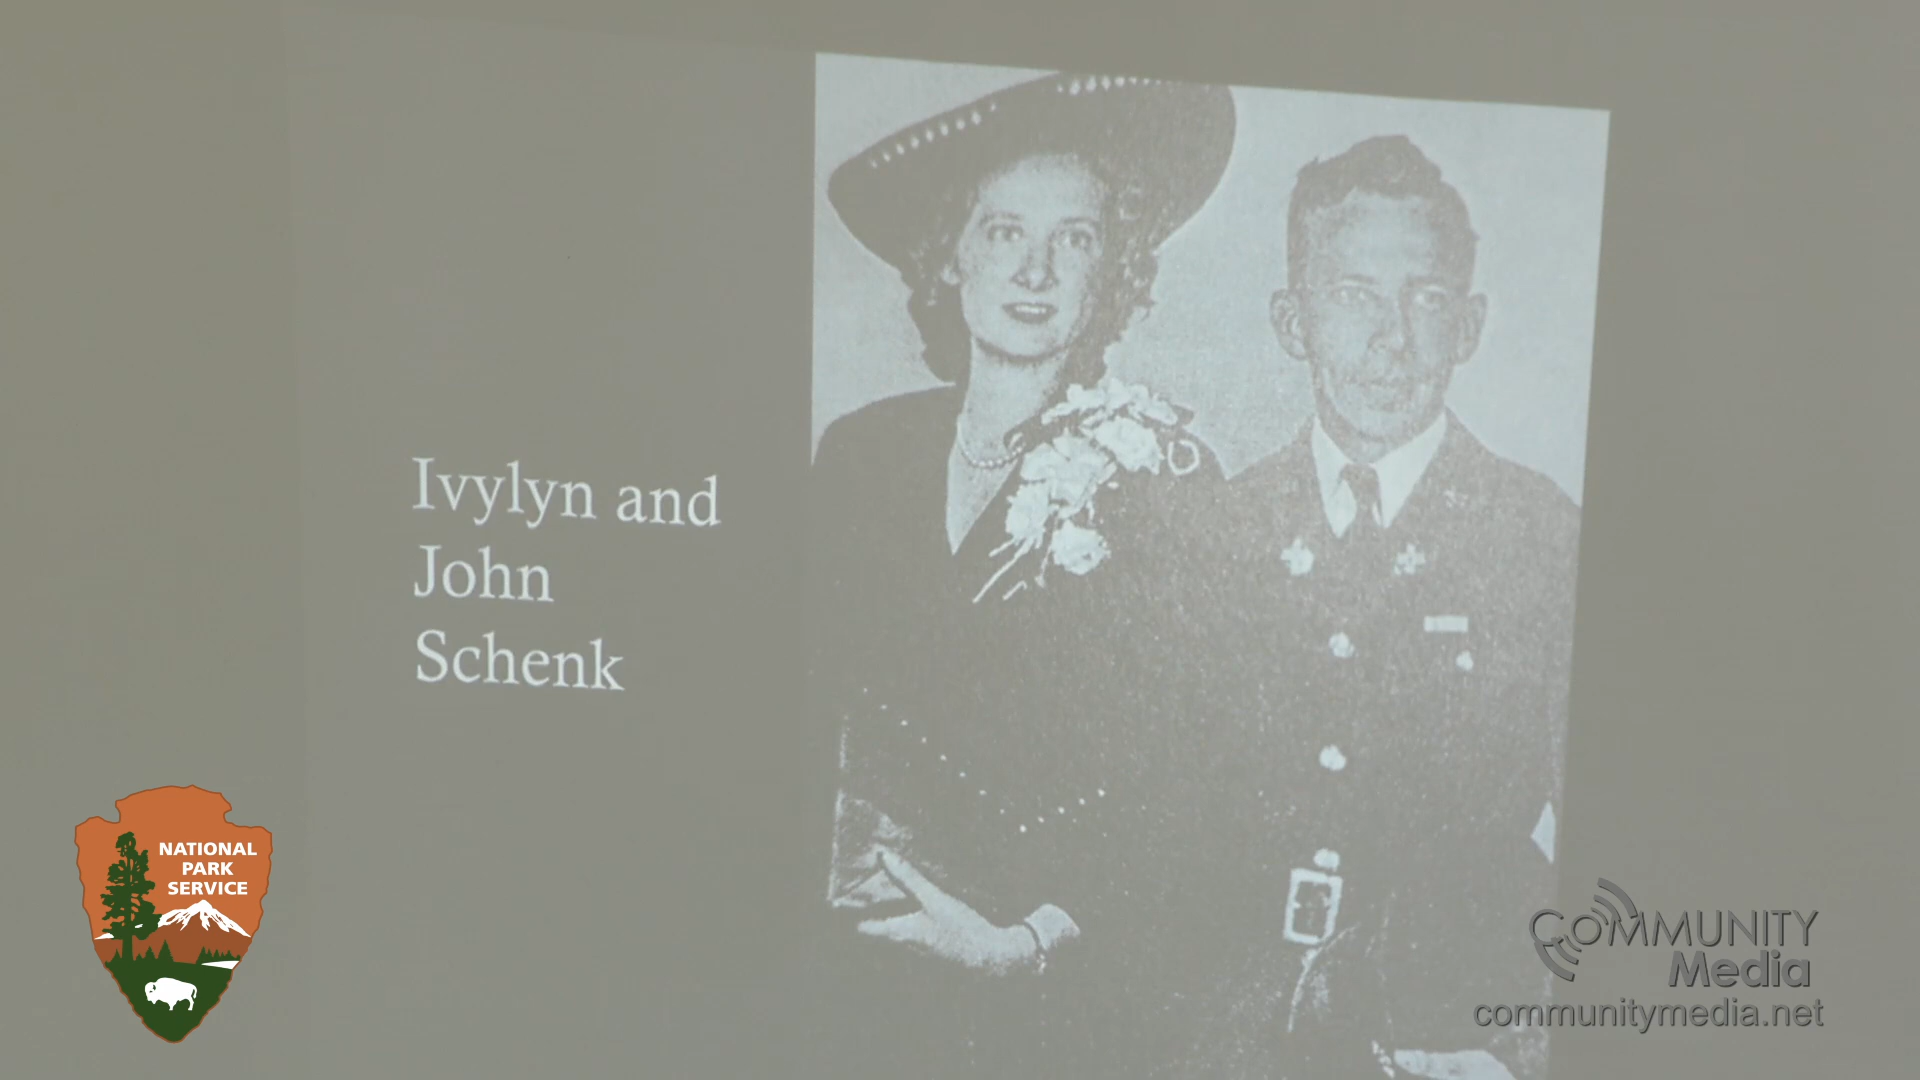 Ivylyn and
John
Schenk
NATIONAL
PARK
SERVICE
COMMUNITY
Media
communitymedia.net